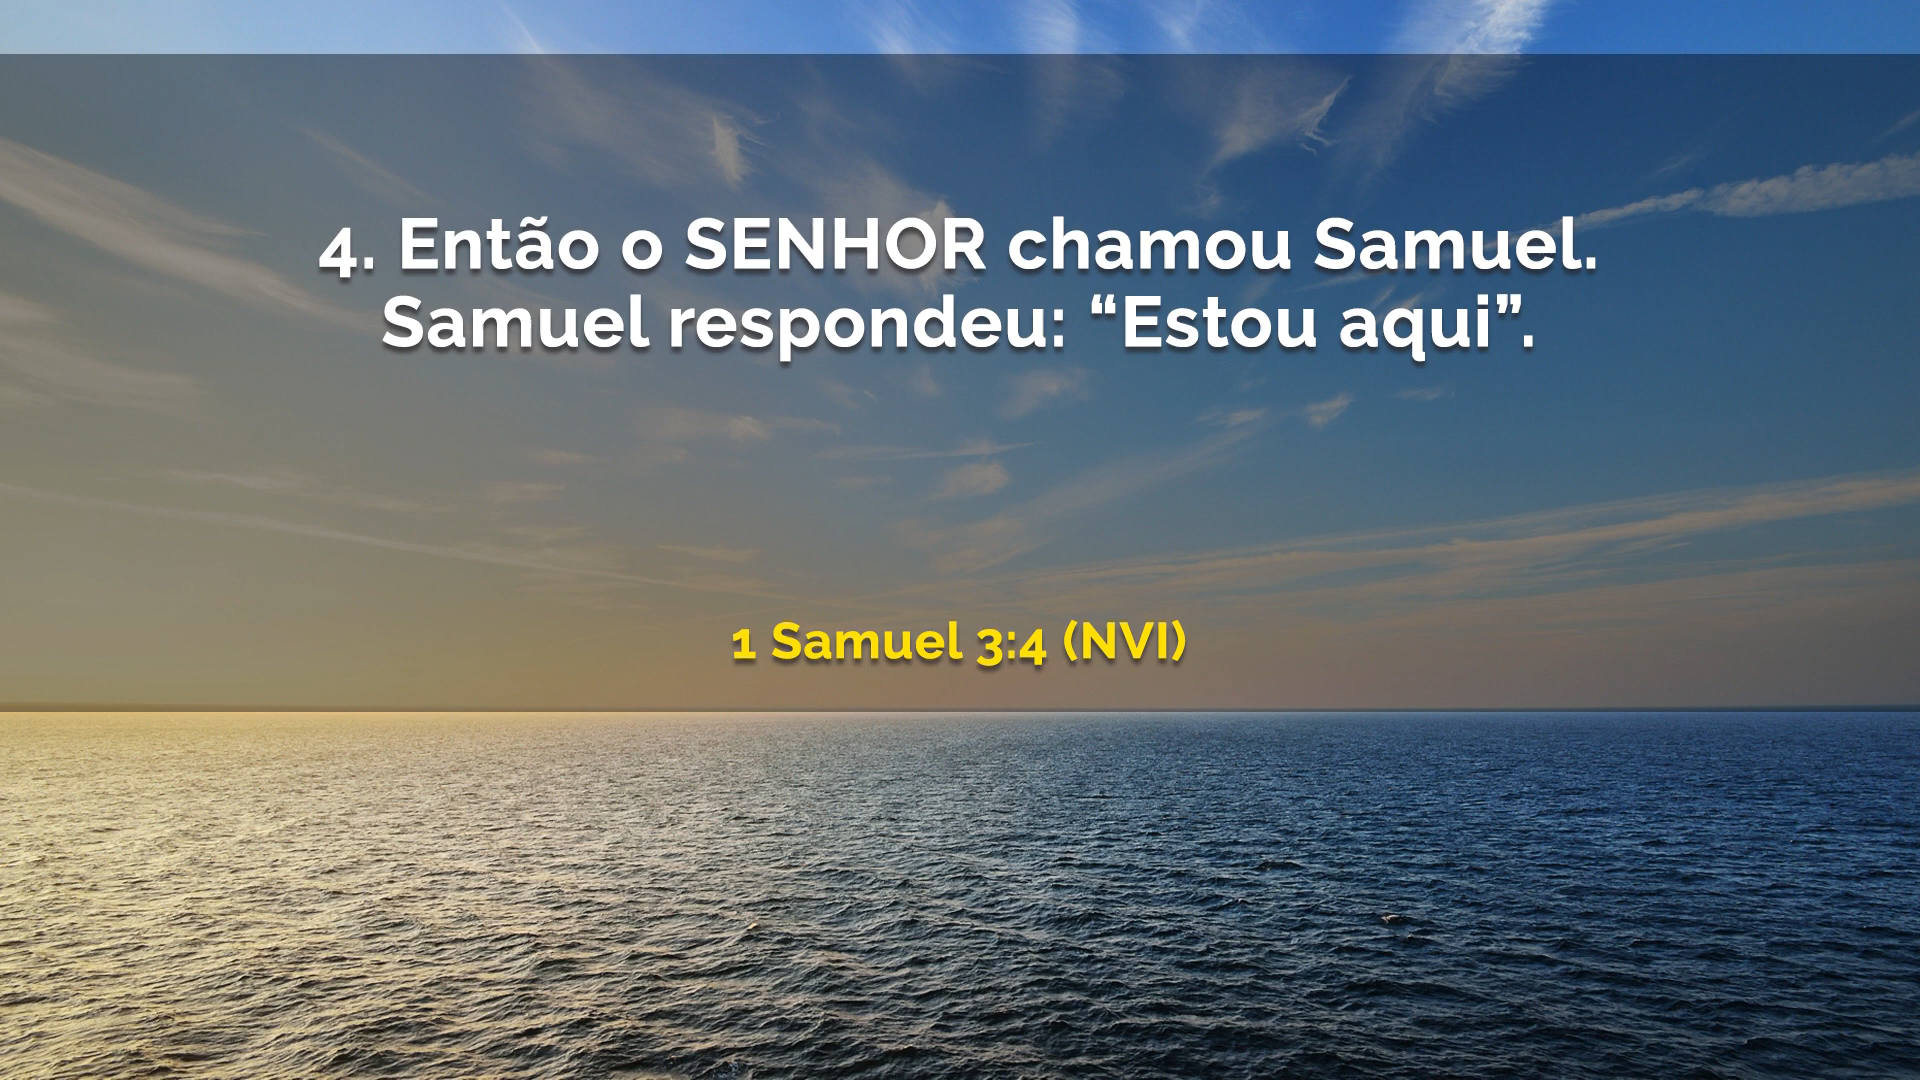 4. Então o SENHOR chamou Samuel.
Samuel respondeu: “Estou aqui”.
1 Samuel 3:4 (NVI)